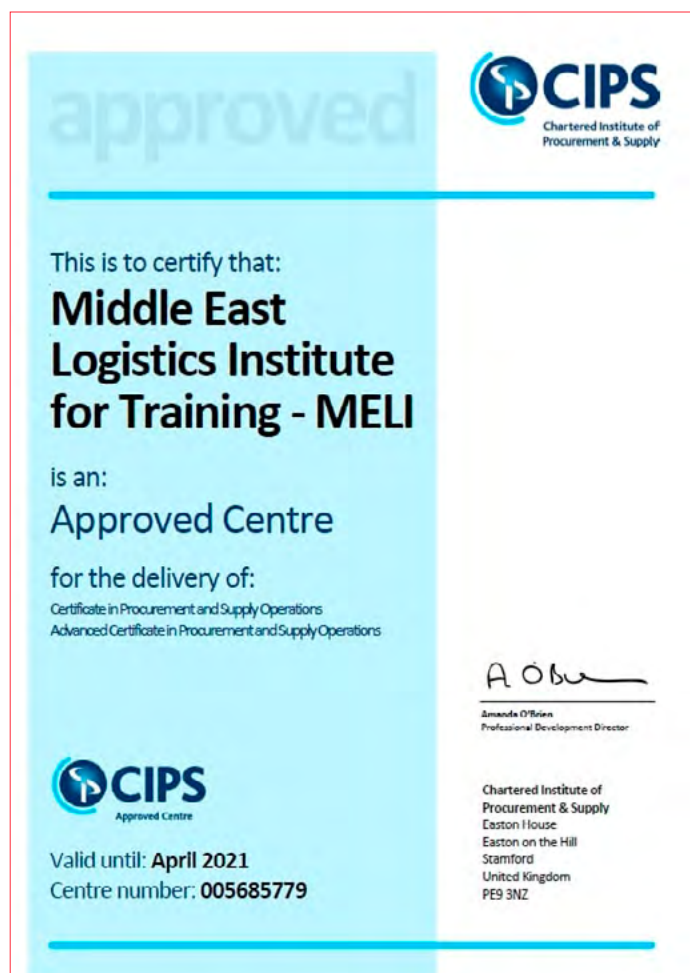 approved
CIPS
Chartered Institute of
Procurement & Supply
This is to certify that:
Middle East
Logistics Institute
for Training - MELI
is an:
Approved Centre
for the delivery of:
Certificate in Procurement and Supply Operations
Advanced Certificate in Procurement and Supply Operations
A O'Brien
Amanda O'Brien
Professional Development Director
CIPS
Approved Centre
Valid until: April 2021
Centre number: 005685779
Chartered Institute of
Procurement & Supply
Easton House
Easton on the Hill
Stamford
United Kingdom
PE9 3NZ